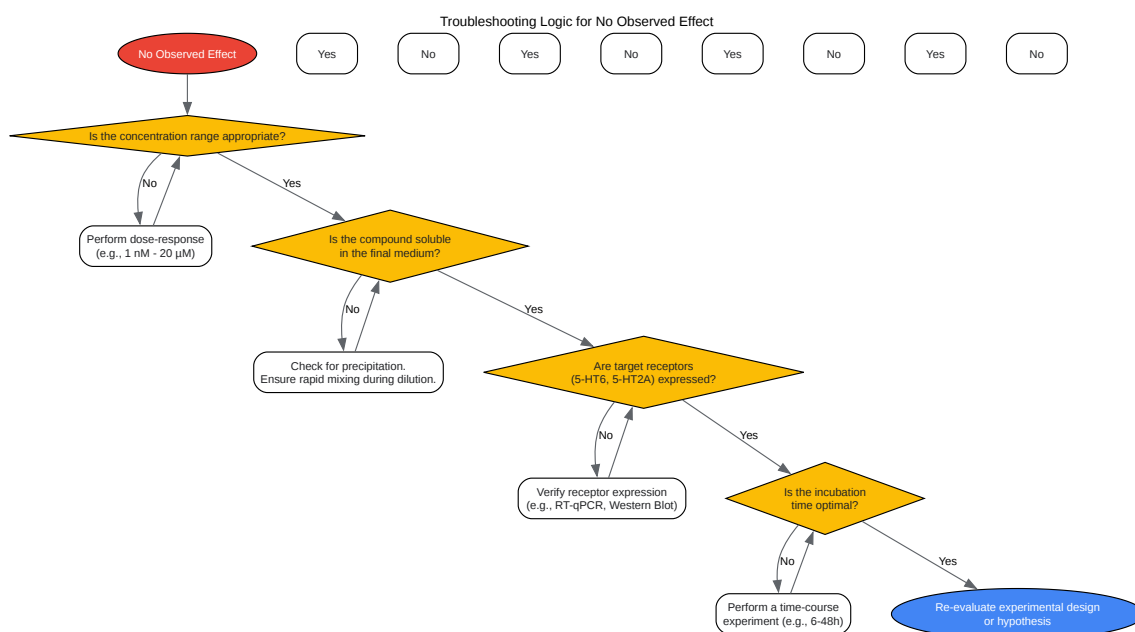 Troubleshooting Logic for No Observed Effect
No Observed Effect
Yes
No
Yes
No
Yes
No
Yes
No
Is the concentration range appropriate?
No
Yes
Perform dose-response
(e.g., 1 nM - 20 µM)
Is the compound soluble
in the final medium?
No
Yes
Check for precipitation.
Ensure rapid mixing during dilution.
Are target receptors
(5-HT6, 5-HT2A) expressed?
No
Yes
Verify receptor expression
(e.g., RT-qPCR, Western Blot)
Is the incubation
time optimal?
No
Yes
Perform a time-course
experiment (e.g., 6-48h)
Re-evaluate experimental design
or hypothesis